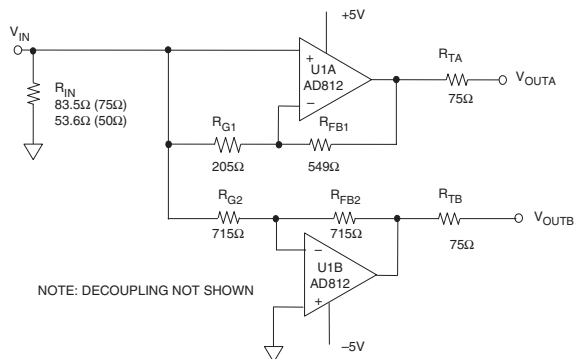 V_IN
+5V
+
U1A
AD812
−
R_TA
75Ω
V_OUTA
R_IN
83.5Ω (75Ω)
53.6Ω (50Ω)
R_G1
205Ω
R_FB1
549Ω
R_G2
715Ω
R_FB2
715Ω
R_TB
75Ω
V_OUTB
−
U1B
AD812
+
−5V
NOTE: DECOUPLING NOT SHOWN